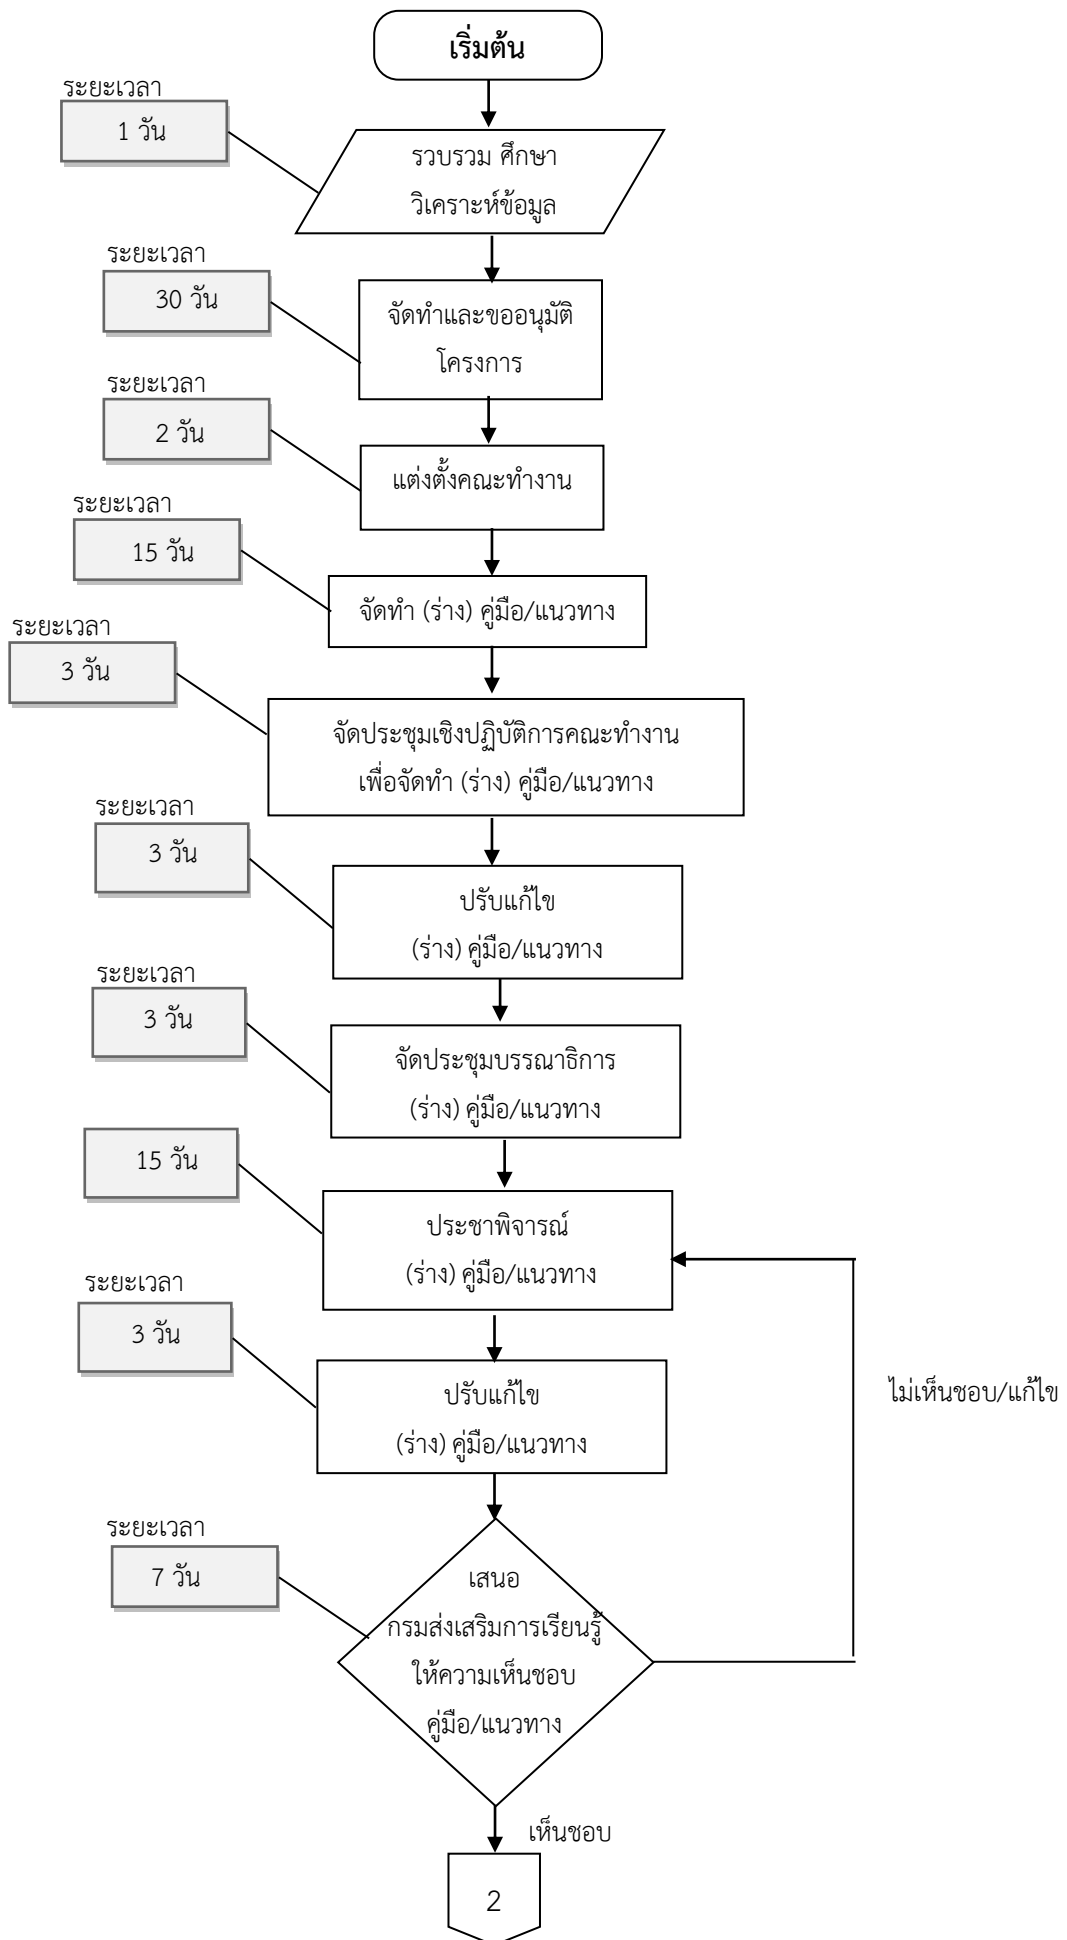 เริ่มต้น
ระยะเวลา
1 วัน
รวบรวม ศึกษา
วิเคราะห์ข้อมูล
ระยะเวลา
30 วัน
จัดทำและขออนุมัติ
โครงการ
ระยะเวลา
2 วัน
แต่งตั้งคณะทำงาน
ระยะเวลา
15 วัน
จัดทำ (ร่าง) คู่มือ/แนวทาง
ระยะเวลา
3 วัน
จัดประชุมเชิงปฏิบัติการคณะทำงาน
เพื่อจัดทำ (ร่าง) คู่มือ/แนวทาง
ระยะเวลา
3 วัน
ปรับแก้ไข
(ร่าง) คู่มือ/แนวทาง
ระยะเวลา
3 วัน
จัดประชุมบรรณาธิการ
(ร่าง) คู่มือ/แนวทาง
15 วัน
ประชาพิจารณ์
(ร่าง) คู่มือ/แนวทาง
ระยะเวลา
3 วัน
ปรับแก้ไข
(ร่าง) คู่มือ/แนวทาง
ไม่เห็นชอบ/แก้ไข
ระยะเวลา
7 วัน
เสนอ
กรมส่งเสริมการเรียนรู้
ให้ความเห็นชอบ
คู่มือ/แนวทาง
เห็นชอบ
2